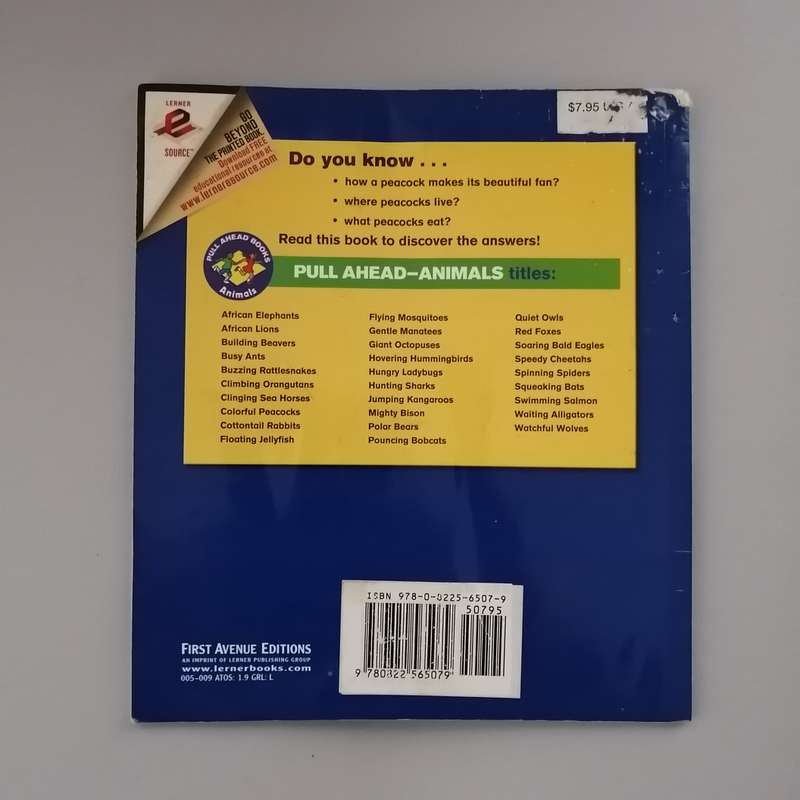 LERNER
SOURCE™
GO
BEYOND
THE PRINTED BOOK.
Download FREE
educational resources at
www.lerneresource.com
$7.95
Do you know . . .
• how a peacock makes its beautiful fan?
• where peacocks live?
• what peacocks eat?
Read this book to discover the answers!
PULL AHEAD BOOKS
Animals
PULL AHEAD—ANIMALS titles:
African Elephants
African Lions
Building Beavers
Busy Ants
Buzzing Rattlesnakes
Climbing Orangutans
Clinging Sea Horses
Colorful Peacocks
Cottontail Rabbits
Floating Jellyfish
Flying Mosquitoes
Gentle Manatees
Giant Octopuses
Hovering Hummingbirds
Hungry Ladybugs
Hunting Sharks
Jumping Kangaroos
Mighty Bison
Polar Bears
Pouncing Bobcats
Quiet Owls
Red Foxes
Soaring Bald Eagles
Speedy Cheetahs
Spinning Spiders
Squeaking Bats
Swimming Salmon
Waiting Alligators
Watchful Wolves
FIRST AVENUE EDITIONS
AN IMPRINT OF LERNER PUBLISHING GROUP
www.lernerbooks.com
005-009 ATOS: 1.9 GRL: L
ISBN 978-0-8225-6507-9
50795
9 780822 565079